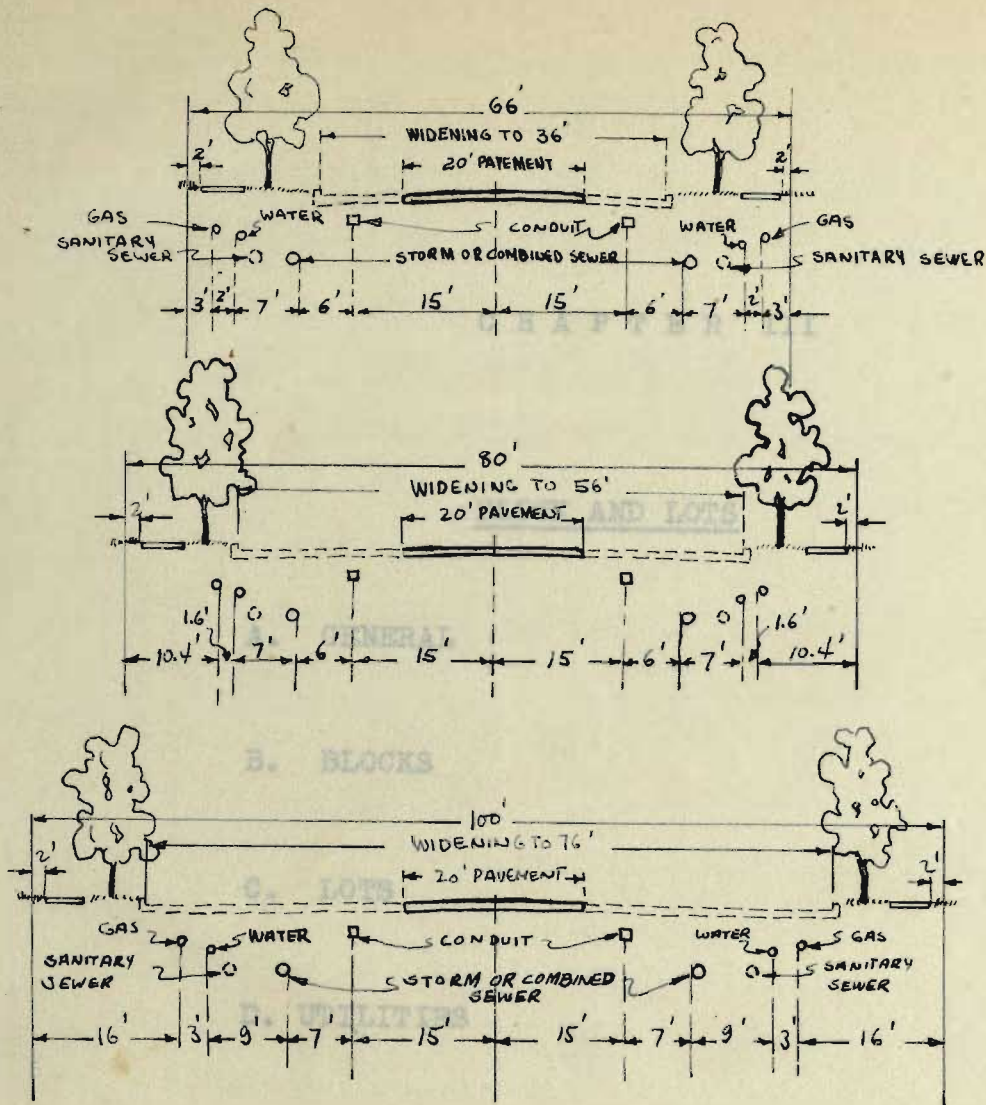 66'
WIDENING TO 36'
2' 20' PAVEMENT 2'
GAS WATER CONDUIT WATER GAS
SANITARY SEWER STORM OR COMBINED SEWER SANITARY SEWER
3' 2' 7' 6' 15' 15' 6' 7' 2' 3'
CHAPTER III
80'
WIDENING TO 56'
2' 20' PAVEMENT 2'
AND LOTS
1.6' 1.6'
A. GENERAL
10.4' 7' 6' 15' 15' 6' 7' 10.4'
B. BLOCKS
100'
WIDENING TO 76'
2' 20' PAVEMENT 2'
C. LOTS
GAS WATER CONDUIT WATER GAS
SANITARY SEWER STORM OR COMBINED SEWER SANITARY SEWER
D. UTILITIES
16' 3' 9' 7' 15' 15' 7' 9' 3' 16'